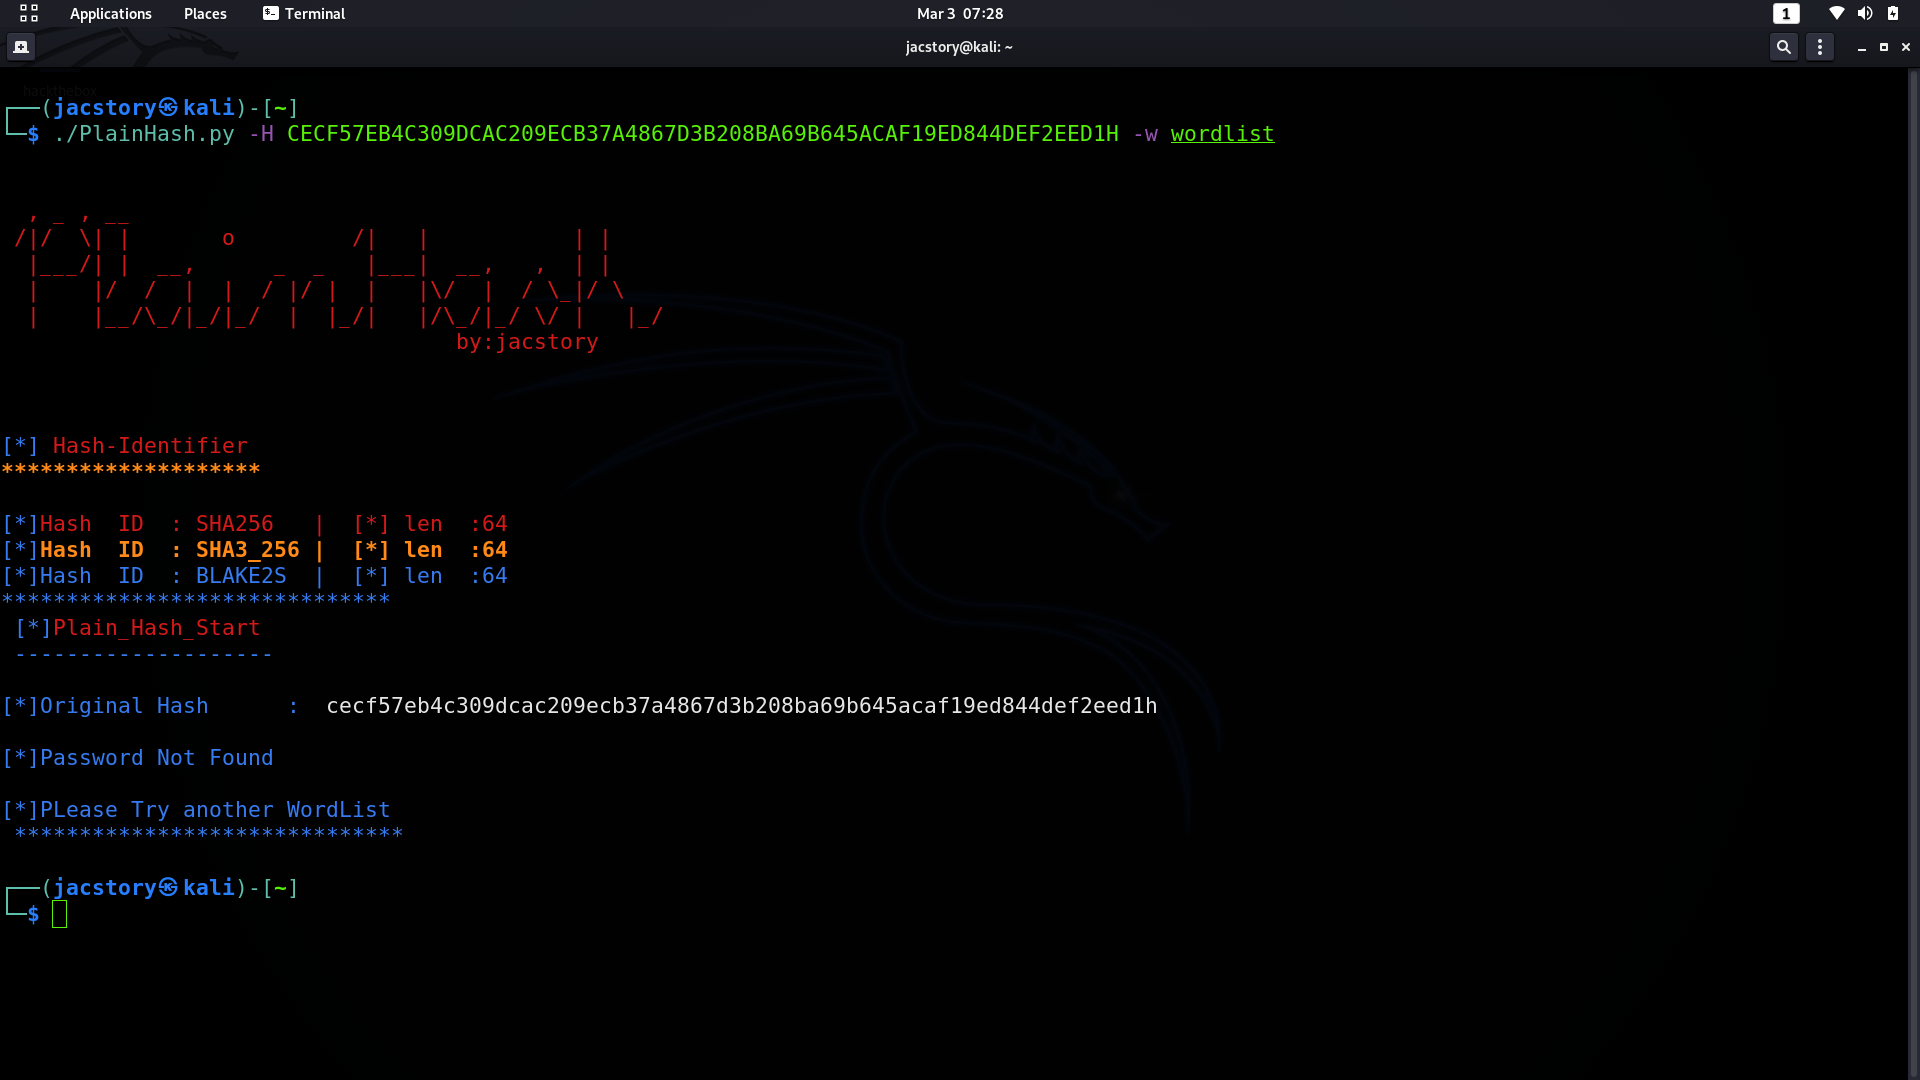 Applications Places Terminal Mar 3 07:28 1
jacstory@kali: ~
hackthebox
(jacstory㉿kali)-[~]
$ ./PlainHash.py -H CECF57EB4C309DCAC209ECB37A4867D3B208BA69B645ACAF19ED844DEF2EED1H -w wordlist
by:jacstory
[*] Hash-Identifier
********************
[*]Hash  ID  : SHA256   |  [*] len  :64
[*]Hash  ID  : SHA3_256 |  [*] len  :64
[*]Hash  ID  : BLAKE2S  |  [*] len  :64
******************************
[*]Plain_Hash_Start
--------------------
[*]Original Hash      :  cecf57eb4c309dcac209ecb37a4867d3b208ba69b645acaf19ed844def2eed1h
[*]Password Not Found
[*]PLease Try another WordList
******************************
(jacstory㉿kali)-[~]
$